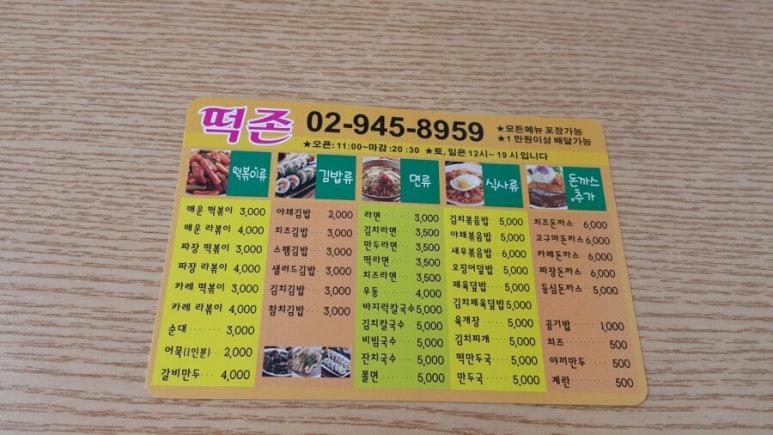 떡존 02-945-8959 ★모든메뉴 포장가능
★1 만원이상 배달가능
★오픈: 11:00~마감:20:30 ★토,일은 12시~ 19 시입니다
떡볶이류
매운 떡볶이 3,000
매운 라볶이 4,000
파장 떡볶이 3,000
파장 라볶이 4,000
카레 떡볶이 3,000
카레 라볶이 4,000
순대 3,000
어묵(1인분) 2,000
갈비만두 4,000
김밥류
야채김밥 2,000
치즈김밥 3,000
스팸김밥 3,000
샐러드김밥 3,000
김치김밥 3,000
참치김밥 3,000
면류
라면 3,000
김치라면 3,500
만두라면 3,500
떡라면 3,500
치즈라면 3,500
우동 4,000
바지락칼국수 5,000
김치칼국수 5,000
비빔국수 5,000
잔치국수 5,000
쫄면 5,000
식사류
김치볶음밥 5,000
야채볶음밥 5,000
새우볶음밥 6,000
오징어덮밥 5,000
제육덮밥 5,000
김치제육덮밥 5,000
육개장 5,000
김치찌개 5,000
떡만두국 5,000
만두국 5,000
돈까스
추가
치즈돈까스 6,000
고구마돈까스 6,000
카레돈까스 6,000
파장돈까스 6,000
등심돈까스 5,000
공기밥 1,000
치즈 500
야끼만두 500
계란 500